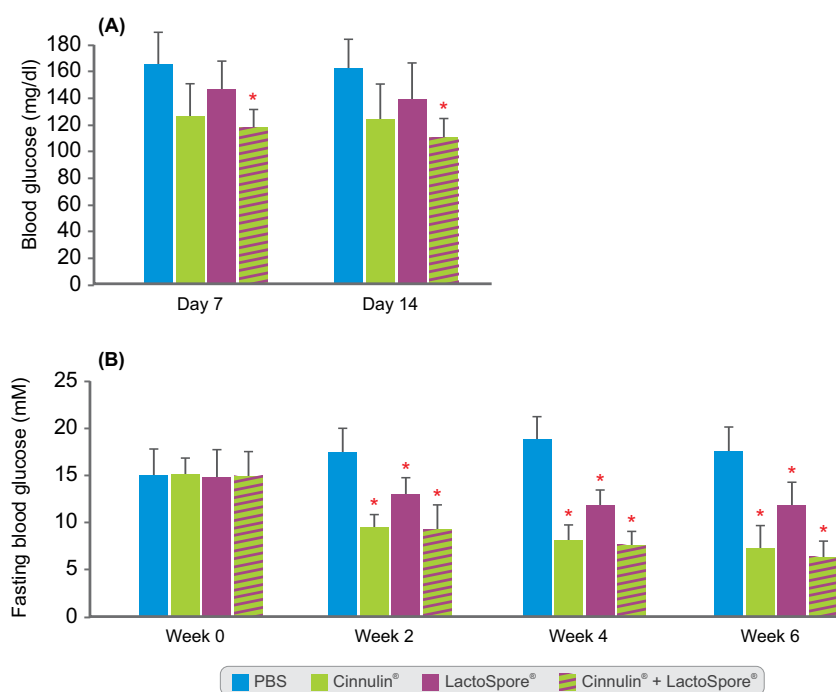 (A)
Blood glucose (mg/dl)
180
160
140
120
100
80
60
40
20
0
*
*
Day 7
Day 14
(B)
Fasting blood glucose (mM)
25
20
15
10
5
0
* * *
* * *
* * *
Week 0
Week 2
Week 4
Week 6
PBS
Cinnulin®
LactoSpore®
Cinnulin® + LactoSpore®